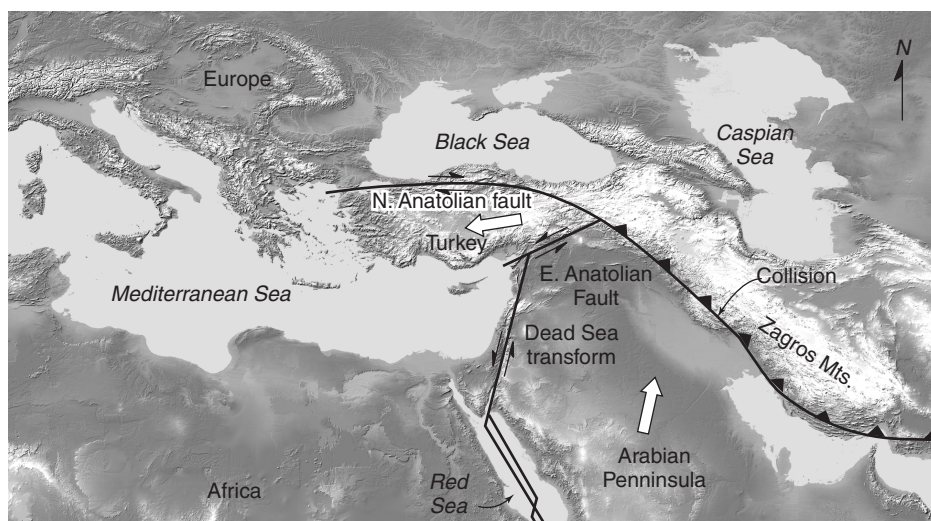 Europe
N
Black Sea
Caspian
Sea
N. Anatolian fault
Turkey
Mediterranean Sea
E. Anatolian
Fault
Collision
Dead Sea
transform
Zagros Mts.
Arabian
Penninsula
Red
Sea
Africa